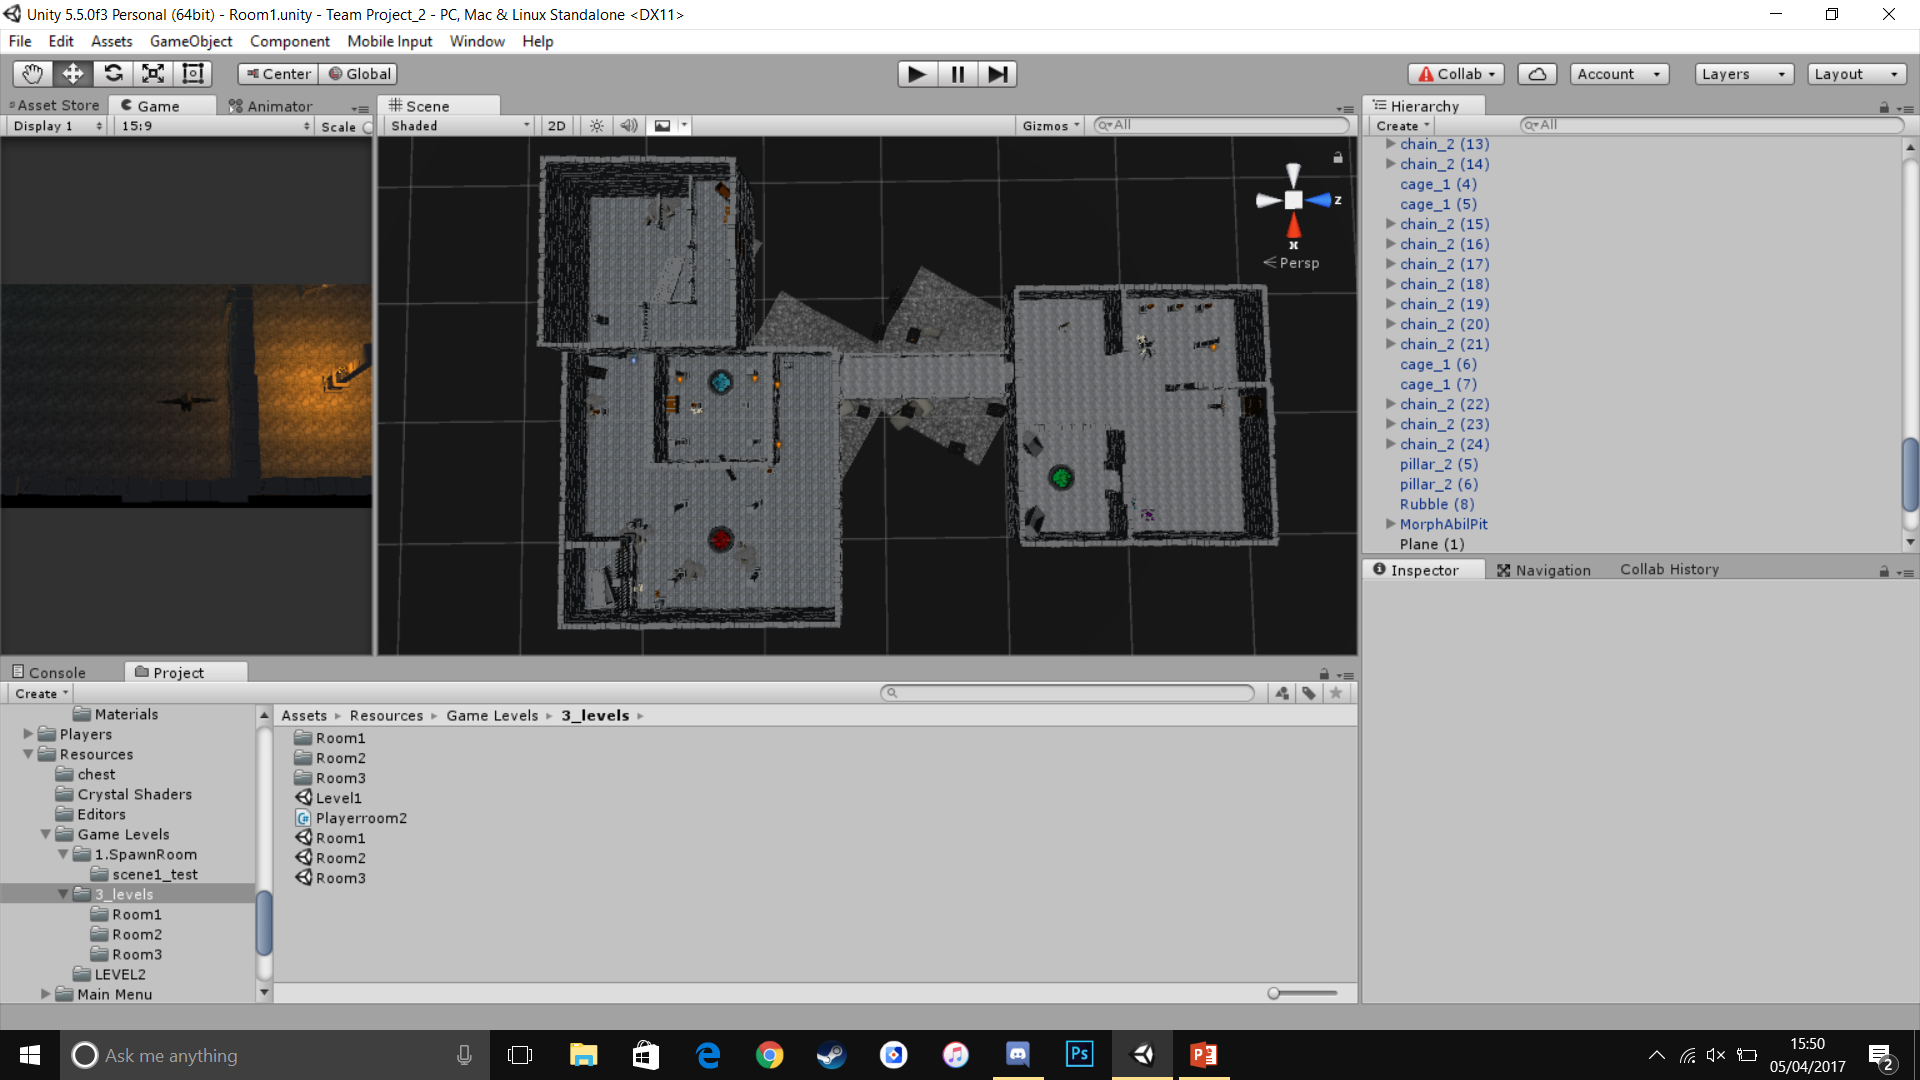 Unity 5.5.0f3 Personal (64bit) - Room1.unity - Team Project_2 - PC, Mac & Linux Standalone <DX11>
File Edit Assets GameObject Component Mobile Input Window Help
Center Global Collab Account Layers Layout
Asset Store Game Animator
Display 1 15:9 Scale
Scene
Shaded 2D Gizmos All
z
x
Persp
Hierarchy
Create All
chain_2 (13)
chain_2 (14)
cage_1 (4)
cage_1 (5)
chain_2 (15)
chain_2 (16)
chain_2 (17)
chain_2 (18)
chain_2 (19)
chain_2 (20)
chain_2 (21)
cage_1 (6)
cage_1 (7)
chain_2 (22)
chain_2 (23)
chain_2 (24)
pillar_2 (5)
pillar_2 (6)
Rubble (8)
MorphAbilPit
Plane (1)
Inspector Navigation Collab History
Console Project
Create
Materials
Players
Resources
chest
Crystal Shaders
Editors
Game Levels
1.SpawnRoom
scene1_test
3_levels
Room1
Room2
Room3
LEVEL2
Main Menu
Assets Resources Game Levels 3_levels
Room1
Room2
Room3
Level1
Playerroom2
Room1
Room2
Room3
Ask me anything
Ps
P
15:50
05/04/2017
2